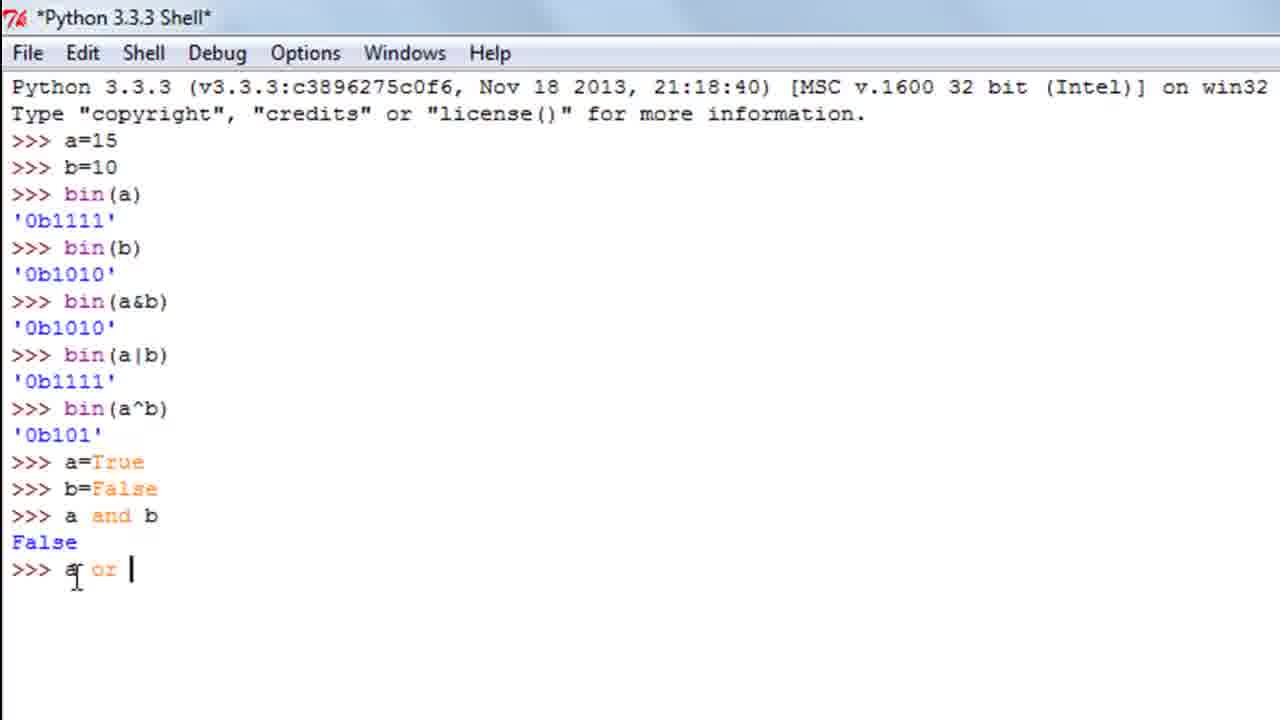 *Python 3.3.3 Shell*
File Edit Shell Debug Options Windows Help
Python 3.3.3 (v3.3.3:c3896275c0f6, Nov 18 2013, 21:18:40) [MSC v.1600 32 bit (Intel)] on win32
Type "copyright", "credits" or "license()" for more information.
>>> a=15
>>> b=10
>>> bin(a)
'0b1111'
>>> bin(b)
'0b1010'
>>> bin(a&b)
'0b1010'
>>> bin(a|b)
'0b1111'
>>> bin(a^b)
'0b101'
>>> a=True
>>> b=False
>>> a and b
False
>>> a or